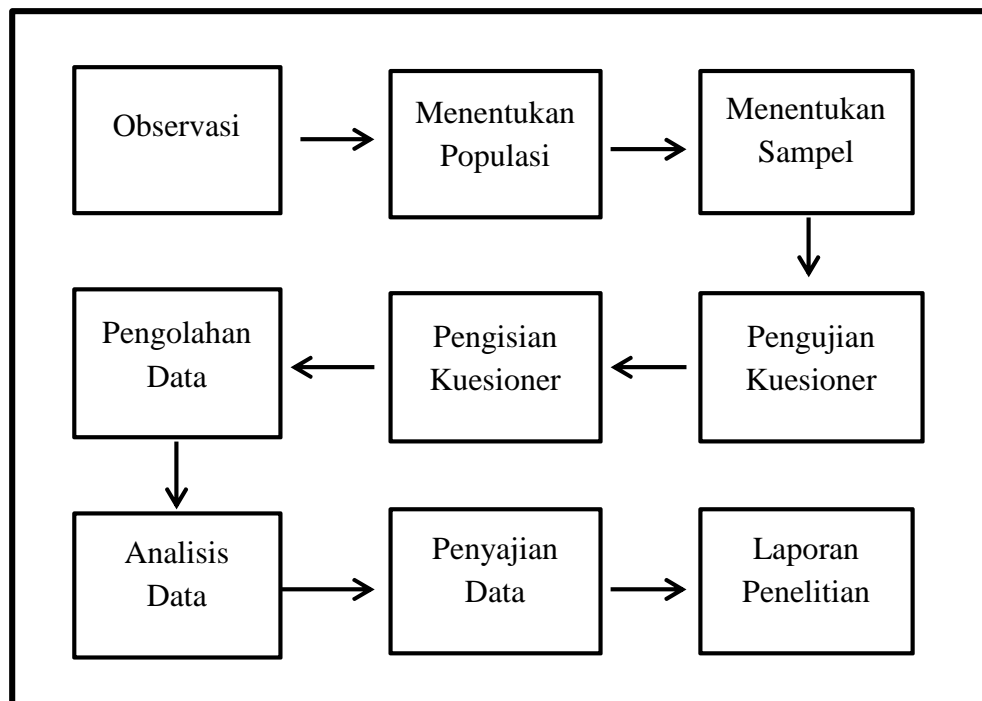 Observasi
Menentukan
Populasi
Menentukan
Sampel
Pengujian
Kuesioner
Pengisian
Kuesioner
Pengolahan
Data
Analisis
Data
Penyajian
Data
Laporan
Penelitian